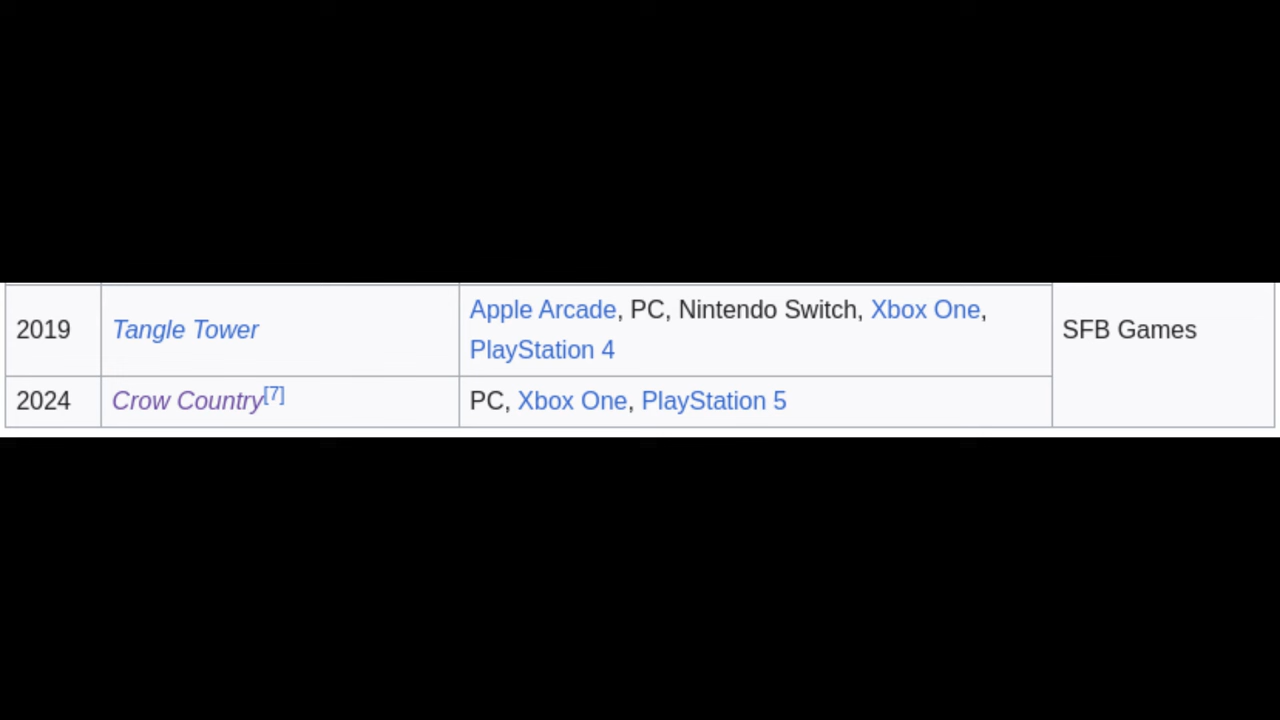 2019 Tangle Tower Apple Arcade, PC, Nintendo Switch, Xbox One, PlayStation 4 SFB Games
2024 Crow Country[7] PC, Xbox One, PlayStation 5